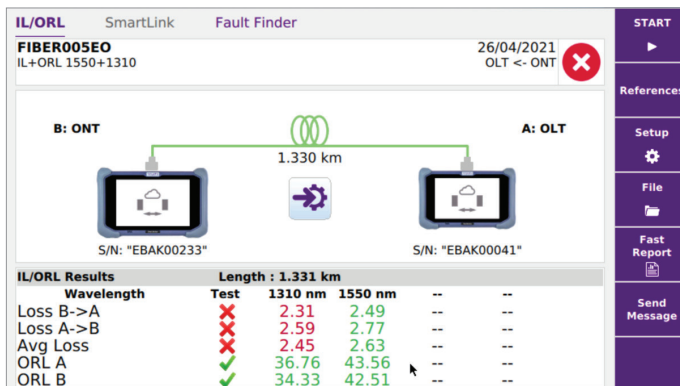 IL/ORL SmartLink Fault Finder
FIBER005EO 26/04/2021
IL+ORL 1550+1310 OLT <- ONT
B: ONT A: OLT
1.330 km
S/N: "EBAK00233" S/N: "EBAK00041"
IL/ORL Results Length : 1.331 km
Wavelength Test 1310 nm 1550 nm -- --
Loss B->A 2.31 2.49 -- --
Loss A->B 2.59 2.77 -- --
Avg Loss 2.45 2.63 -- --
ORL A 36.76 43.56 -- --
ORL B 34.33 42.51 -- --
START
References
Setup
File
Fast
Report
Send
Message